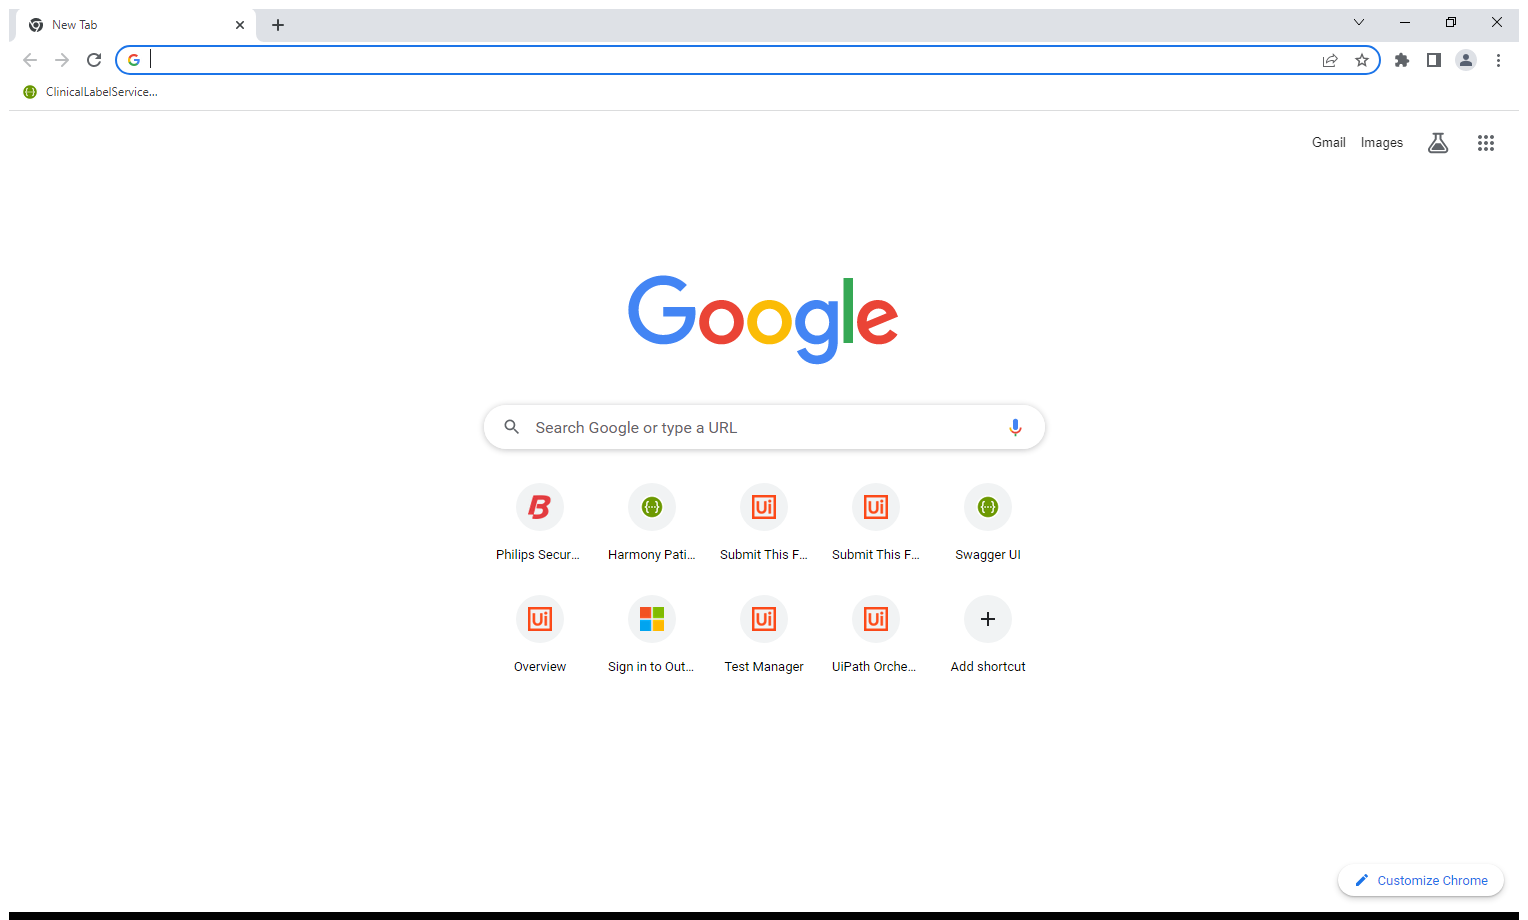 New Tab
ClinicalLabelService...
Gmail Images
Google
Search Google or type a URL
Philips Secur... Harmony Pati... Submit This F... Submit This F... Swagger UI
Overview Sign in to Out... Test Manager UiPath Orche... Add shortcut
Customize Chrome